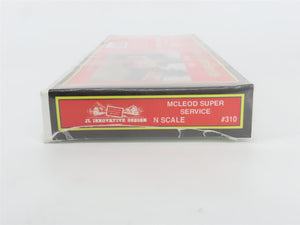 MCLEOD SUPER
SERVICE
JL INNOVATIVE DESIGN
N SCALE
#310